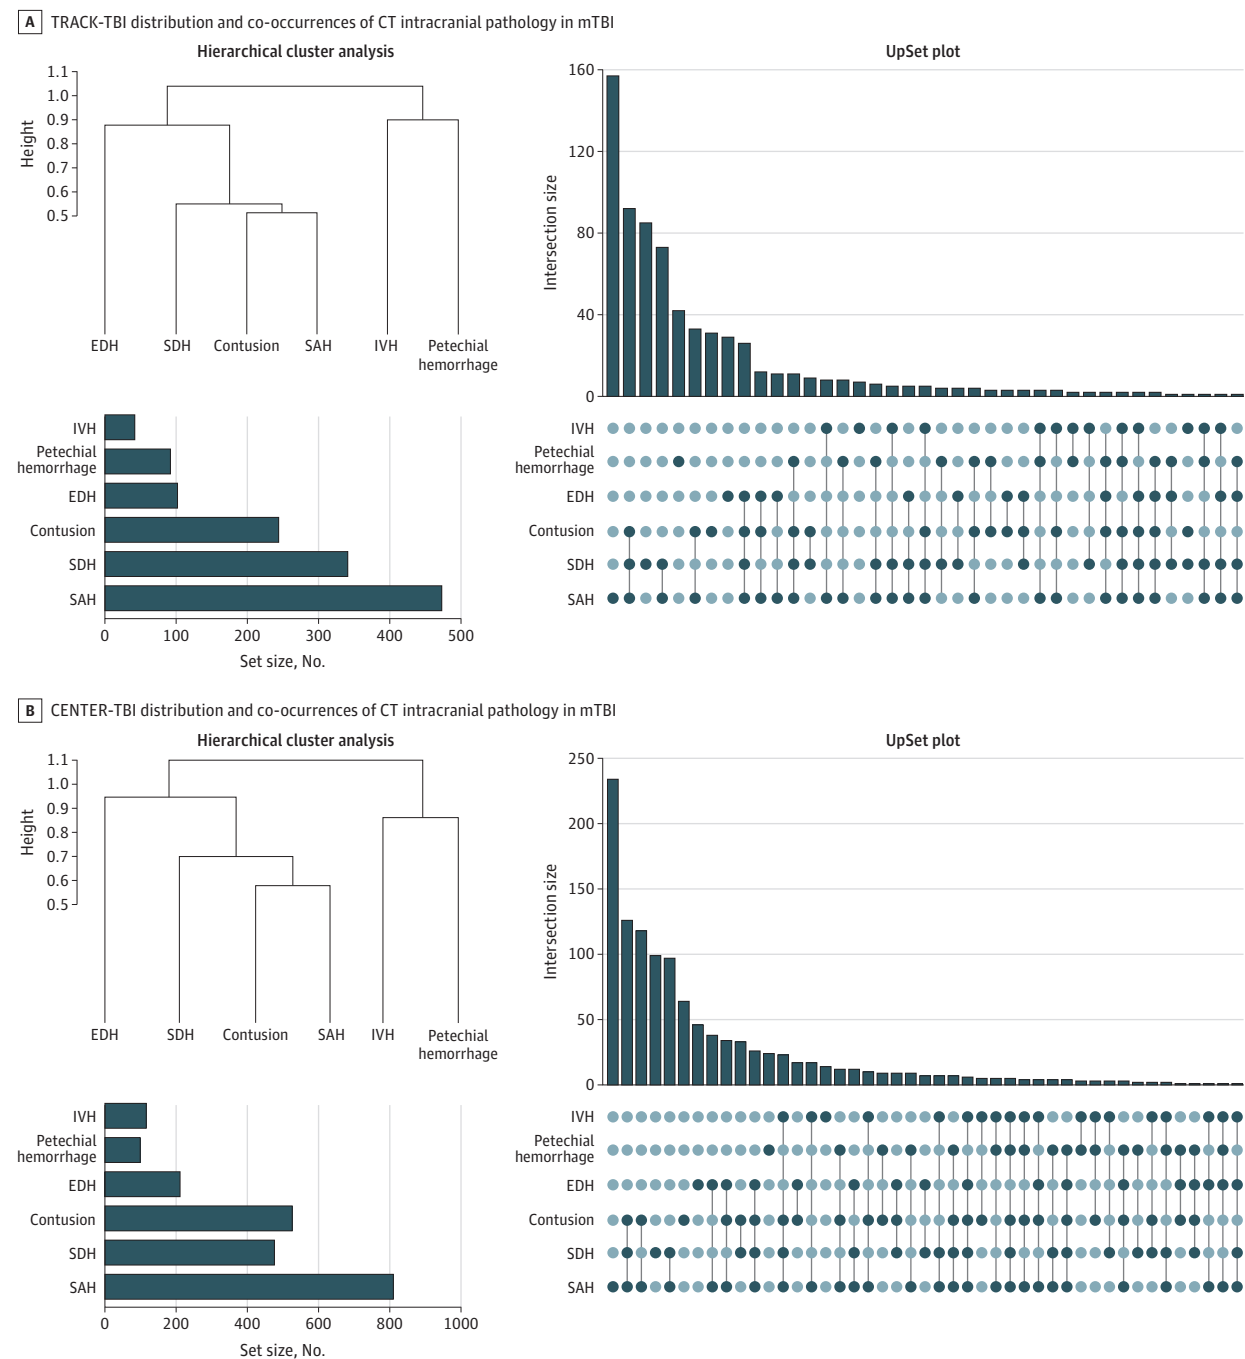 A TRACK-TBI distribution and co-occurrences of CT intracranial pathology in mTBI
Hierarchical cluster analysis
1.1
1.0
0.9
0.8
0.7
0.6
0.5
Height
EDH SDH Contusion SAH IVH Petechial
hemorrhage
IVH
Petechial
hemorrhage
EDH
Contusion
SDH
SAH
0 100 200 300 400 500
Set size, No.
UpSet plot
160
120
80
40
0
Intersection size
IVH
Petechial
hemorrhage
EDH
Contusion
SDH
SAH
B CENTER-TBI distribution and co-ocurrences of CT intracranial pathology in mTBI
Hierarchical cluster analysis
1.1
1.0
0.9
0.8
0.7
0.6
0.5
Height
EDH SDH Contusion SAH IVH Petechial
hemorrhage
IVH
Petechial
hemorrhage
EDH
Contusion
SDH
SAH
0 200 400 600 800 1000
Set size, No.
UpSet plot
250
200
150
100
50
0
Intersection size
IVH
Petechial
hemorrhage
EDH
Contusion
SDH
SAH